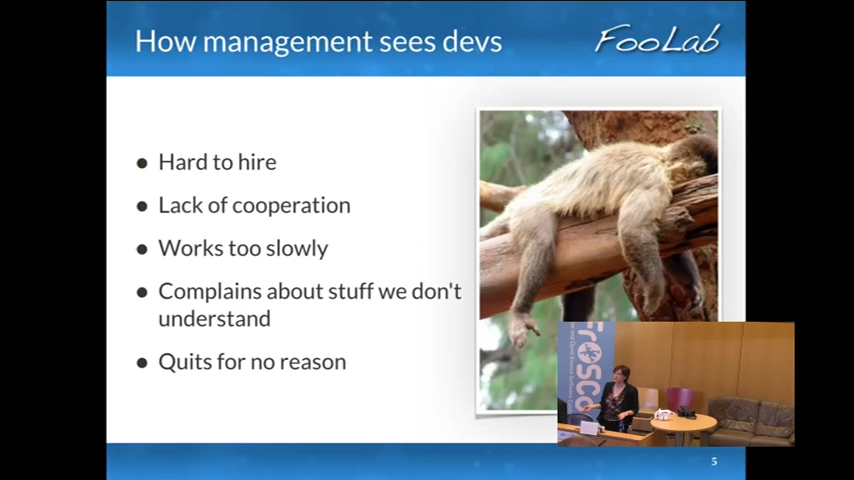 How management sees devs
FooLab
● Hard to hire
● Lack of cooperation
● Works too slowly
● Complains about stuff we don't
understand
● Quits for no reason
FrOSCo
5